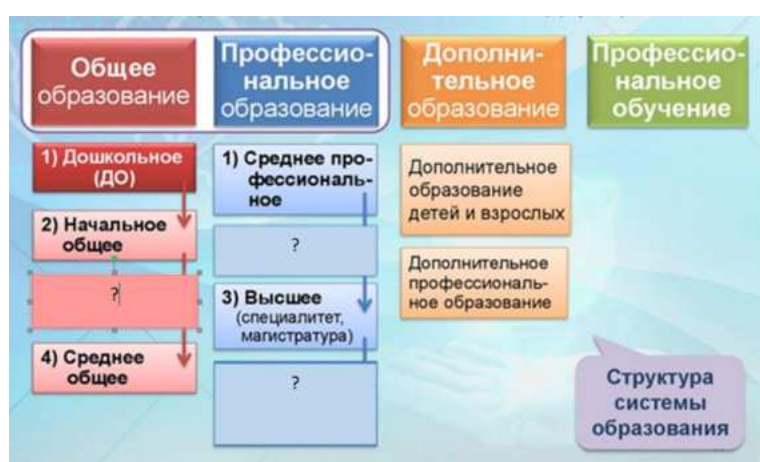 Общее
образование
Профессио-
нальное
образование
Дополни-
тельное
образование
Профессио-
нальное
обучение
1) Дошкольное
(ДО)
2) Начальное
общее
?
4) Среднее
общее
1) Среднее про-
фессиональ-
ное
?
3) Высшее
(специалитет,
магистратура)
?
Дополнительное
образование
детей и взрослых
Дополнительное
профессиональ-
ное образование
Структура
системы
образования